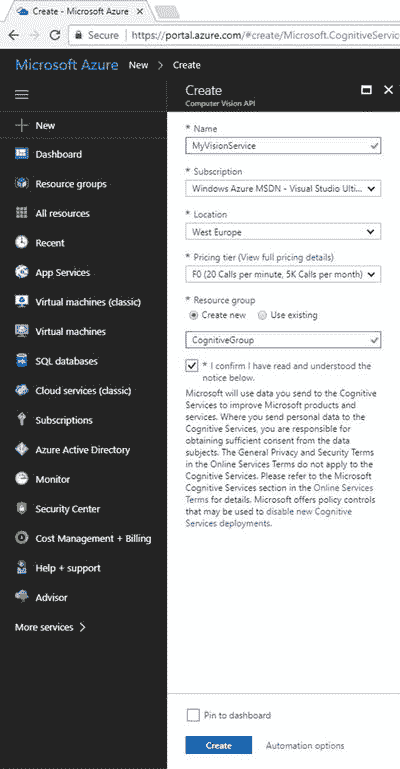 Create - Microsoft Azure
Secure https://portal.azure.com/#create/Microsoft.CognitiveService
Microsoft Azure New > Create
Create
Computer Vision API
New
Dashboard
Resource groups
All resources
Recent
App Services
Virtual machines (classic)
Virtual machines
SQL databases
Cloud services (classic)
Subscriptions
Azure Active Directory
Monitor
Security Center
Cost Management + Billing
Help + support
Advisor
More services >
* Name
MyVisionService
* Subscription
Windows Azure MSDN - Visual Studio Ulti...
* Location
West Europe
* Pricing tier (View full pricing details)
F0 (20 Calls per minute, 5K Calls per month)
* Resource group
Create new Use existing
CognitiveGroup
* I confirm I have read and understood the
notice below.
Microsoft will use data you send to the Cognitive
Services to improve Microsoft products and
services. Where you send personal data to the
Cognitive Services, you are responsible for
obtaining sufficient consent from the data
subjects. The General Privacy and Security Terms
in the Online Services Terms do not apply to the
Cognitive Services. Please refer to the Microsoft
Cognitive Services section in the Online Services
Terms for details. Microsoft offers policy controls
that may be used to disable new Cognitive
Services deployments.
Pin to dashboard
Create Automation options